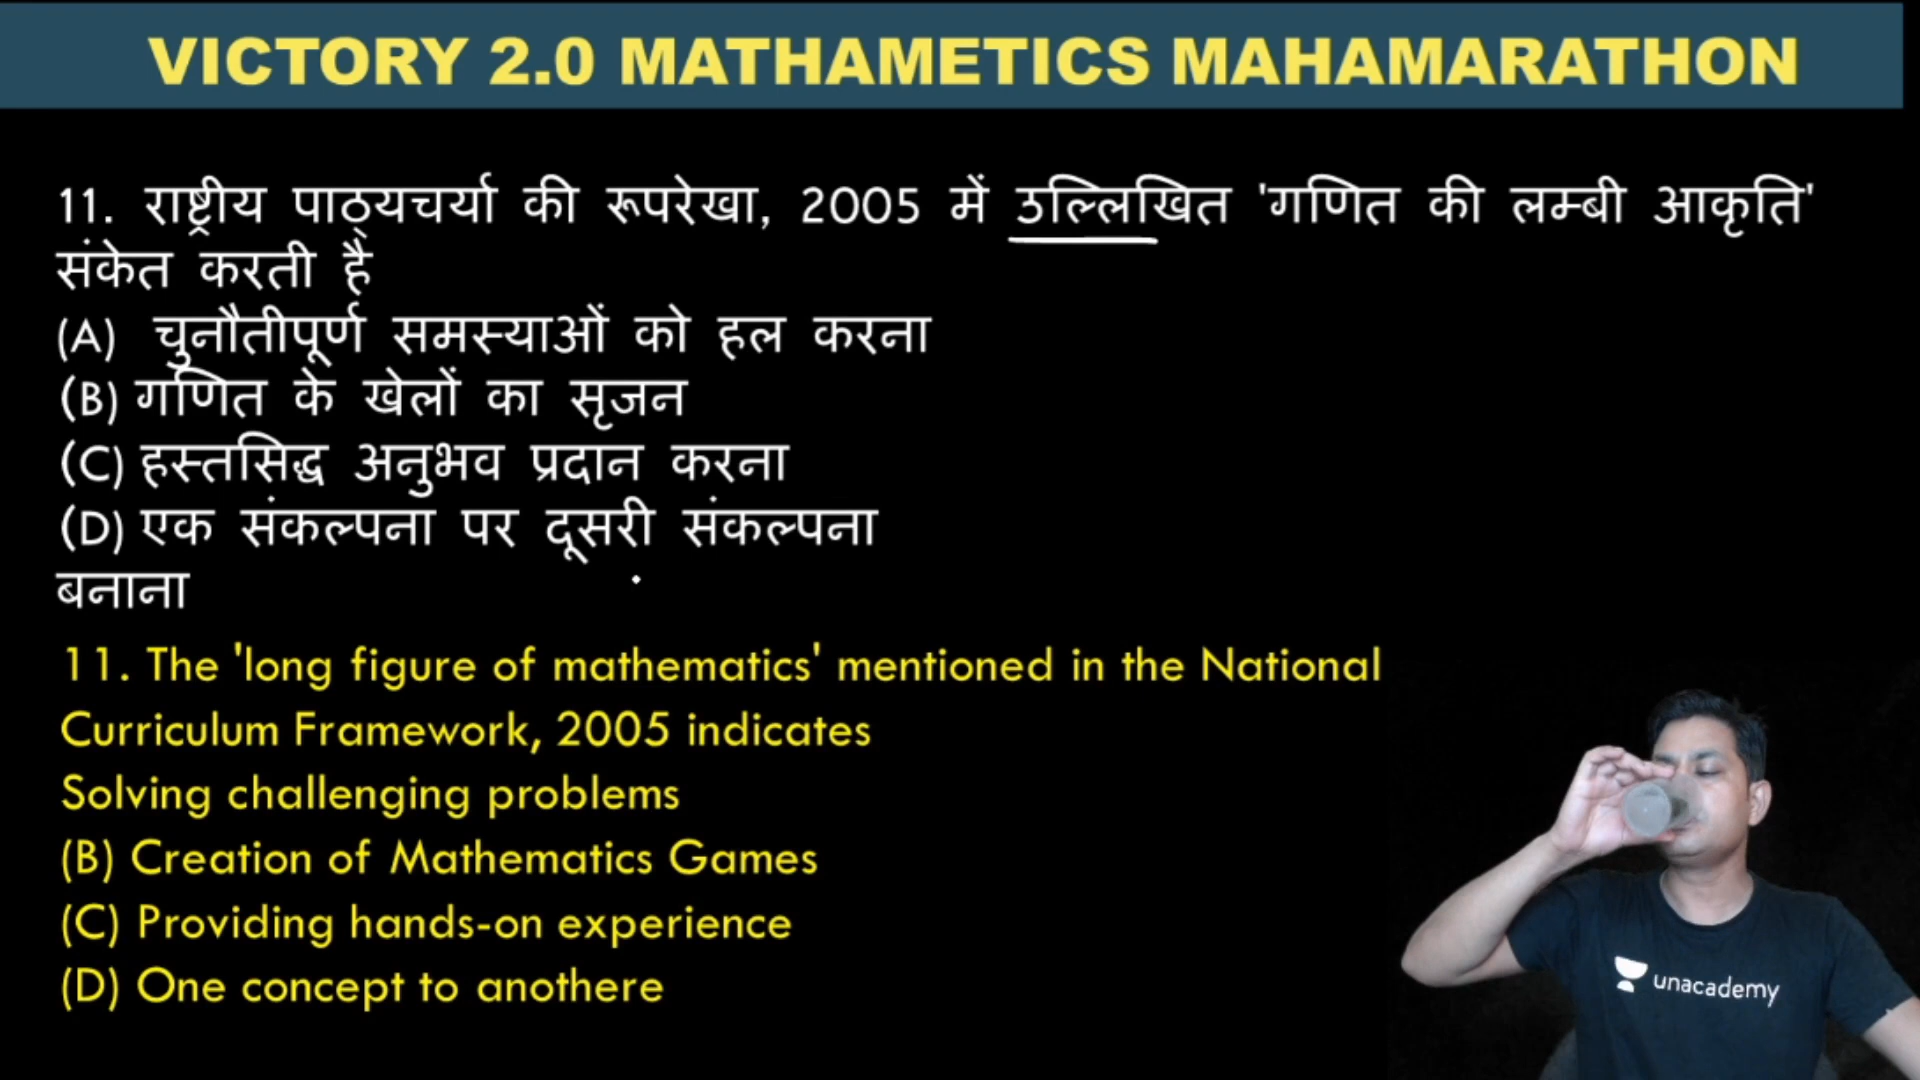 VICTORY 2.0 MATHAMETICS MAHAMARATHON
11. राष्ट्रीय पाठ्यचर्या की रूपरेखा, 2005 में उल्लिखित 'गणित की लम्बी आकृति'
संकेत करती है
(A) चुनौतीपूर्ण समस्याओं को हल करना
(B) गणित के खेलों का सृजन
(C) हस्तसिद्ध अनुभव प्रदान करना
(D) एक संकल्पना पर दूसरी संकल्पना
बनाना
11. The 'long figure of mathematics' mentioned in the National
Curriculum Framework, 2005 indicates
Solving challenging problems
(B) Creation of Mathematics Games
(C) Providing hands-on experience
(D) One concept to anothere
unacademy